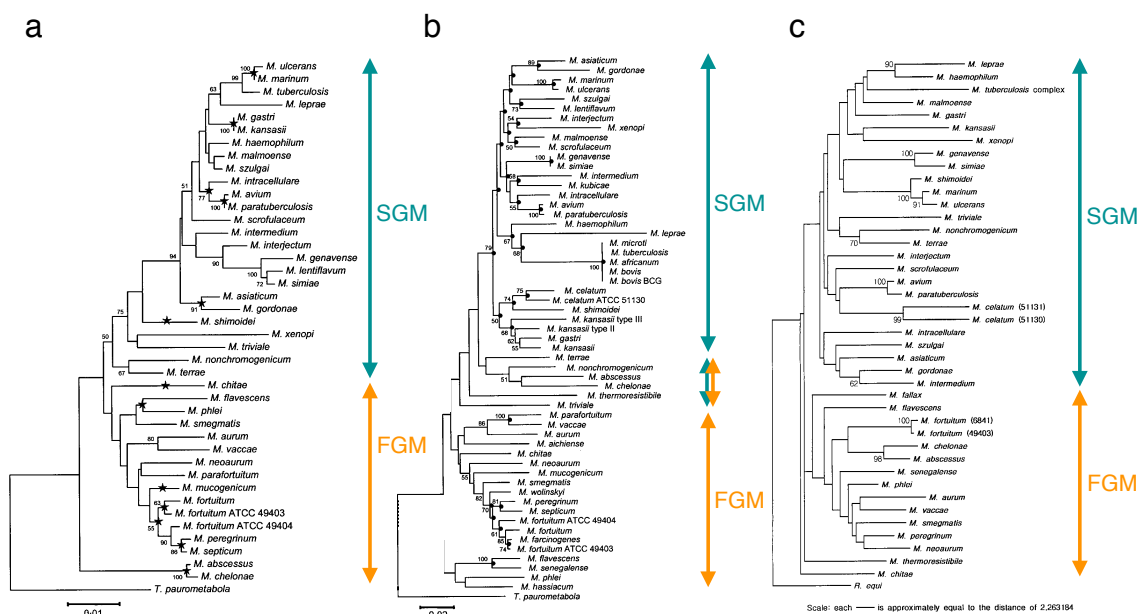 a
100
M. ulcerans
99
M. marinum
M. tuberculosis
63
M. leprae
M. gastri
100
M. kansasii
M. haemophilum
M. malmoense
M. szulgai
51
M. intracellulare
77
M. avium
100
M. paratuberculosis
M. scrofulaceum
M. intermedium
M. interjectum
90
M. genavense
94
100
M. lentiflavum
72
M. simiae
M. asiaticum
91
M. gordonae
75
M. shimoidei
50
M. xenopi
M. triviale
M. nonchromogenicum
67
M. terrae
M. chitae
M. flavescens
M. phlei
M. smegmatis
80
M. aurum
M. vaccae
M. neoaurum
M. parafortuitum
M. mucogenicum
63
M. fortuitum
M. fortuitum ATCC 49403
55
M. fortuitum ATCC 49404
90
M. peregrinum
86
M. septicum
M. abscessus
100
M. chelonae
T. paurometabola
0.01
SGM
FGM
b
89
M. asiaticum
M. gordonae
100
M. marinum
M. ulcerans
M. szulgai
73
M. lentiflavum
54
M. interjectum
M. xenopi
M. malmoense
50
M. scrofulaceum
100
M. genavense
M. simiae
58
M. intermedium
M. kubicae
M. intracellulare
55
M. avium
100
M. paratuberculosis
M. haemophilum
67
M. leprae
79
68
M. microti
M. tuberculosis
100
M. africanum
M. bovis
M. bovis BCG
75
M. celatum
74
M. celatum ATCC 51130
M. shimoidei
50
M. kansasii type III
68
M. kansasii type II
62
M. gastri
55
M. kansasii
M. terrae
M. nonchromogenicum
51
M. abscessus
M. chelonae
M. thermoresistibile
M. triviale
100
M. parafortuitum
86
M. vaccae
M. aurum
M. aichiense
M. chitae
M. neoaurum
55
M. mucogenicum
M. smegmatis
82
M. wolinskyi
81
M. peregrinum
70
M. septicum
M. fortuitum ATCC 49404
61
M. fortuitum
85
M. farcinogenes
74
M. fortuitum ATCC 49403
100
M. flavescens
M. senegalense
M. phlei
M. hassiacum
T. paurometabola
0.02
SGM
FGM
c
90
M. leprae
M. haemophilum
M. tuberculosis complex
M. malmoense
M. gastri
M. kansasii
M. xenopi
100
M. genavense
M. simiae
M. shimoidei
100
M. marinum
91
M. ulcerans
M. triviale
M. nonchromogenicum
70
M. terrae
M. interjectum
M. scrofulaceum
100
M. avium
M. paratuberculosis
M. celatum (51131)
99
M. celatum (51130)
M. intracellulare
M. szulgai
M. asiaticum
M. gordonae
62
M. intermedium
M. fallax
M. flavescens
100
M. fortuitum (6841)
M. fortuitum (49403)
M. chelonae
98
M. abscessus
M. senegalense
M. phlei
M. aurum
M. vaccae
M. smegmatis
M. peregrinum
M. neoaurum
M. thermoresistibile
M. chitae
R. equi
Scale: each — is approximately equal to the distance of 2,263184
SGM
FGM